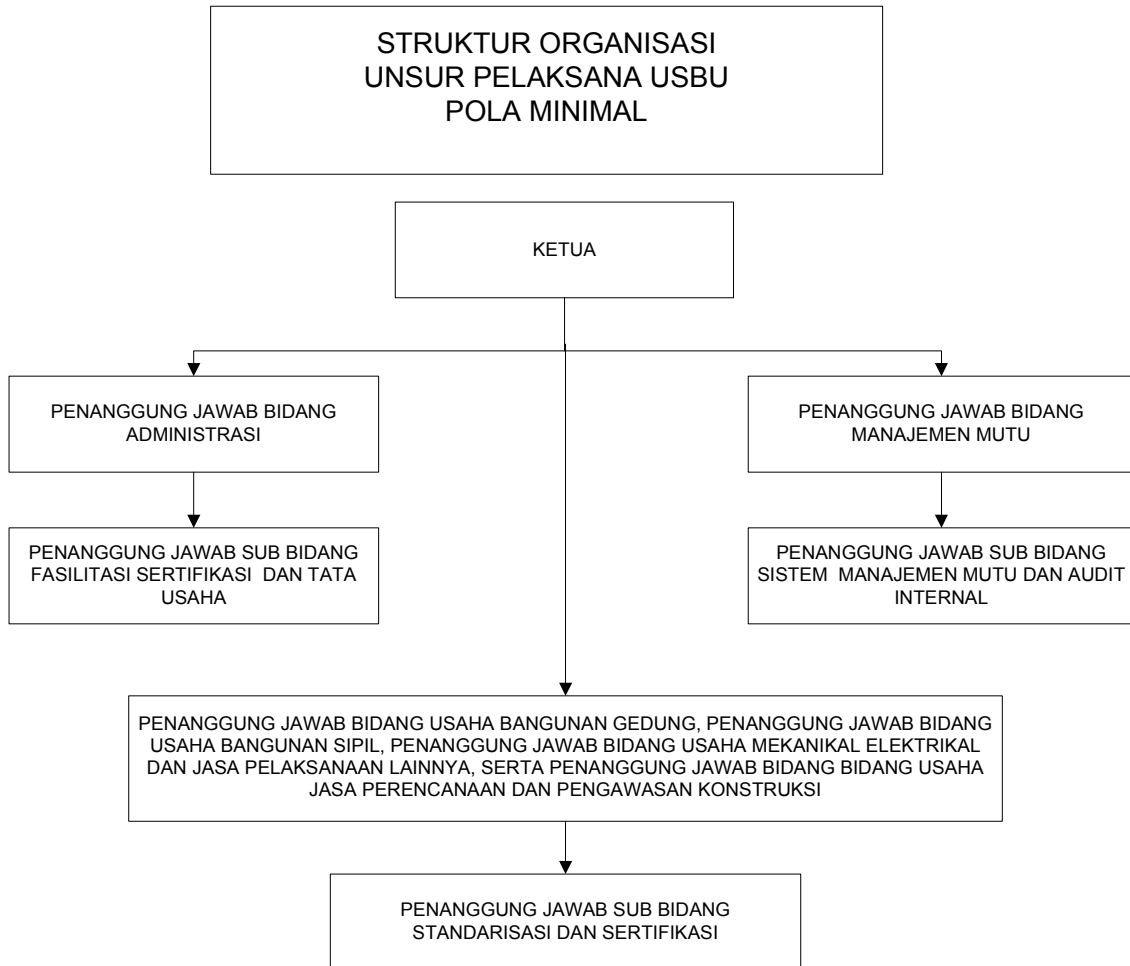 STRUKTUR ORGANISASI
UNSUR PELAKSANA USBU
POLA MINIMAL
KETUA
PENANGGUNG JAWAB BIDANG
ADMINISTRASI
PENANGGUNG JAWAB BIDANG
MANAJEMEN MUTU
PENANGGUNG JAWAB SUB BIDANG
FASILITASI SERTIFIKASI DAN TATA
USAHA
PENANGGUNG JAWAB SUB BIDANG
SISTEM MANAJEMEN MUTU DAN AUDIT
INTERNAL
PENANGGUNG JAWAB BIDANG USAHA BANGUNAN GEDUNG, PENANGGUNG JAWAB BIDANG
USAHA BANGUNAN SIPIL, PENANGGUNG JAWAB BIDANG USAHA MEKANIKAL ELEKTRIKAL
DAN JASA PELAKSANAAN LAINNYA, SERTA PENANGGUNG JAWAB BIDANG BIDANG USAHA
JASA PERENCANAAN DAN PENGAWASAN KONSTRUKSI
PENANGGUNG JAWAB SUB BIDANG
STANDARISASI DAN SERTIFIKASI